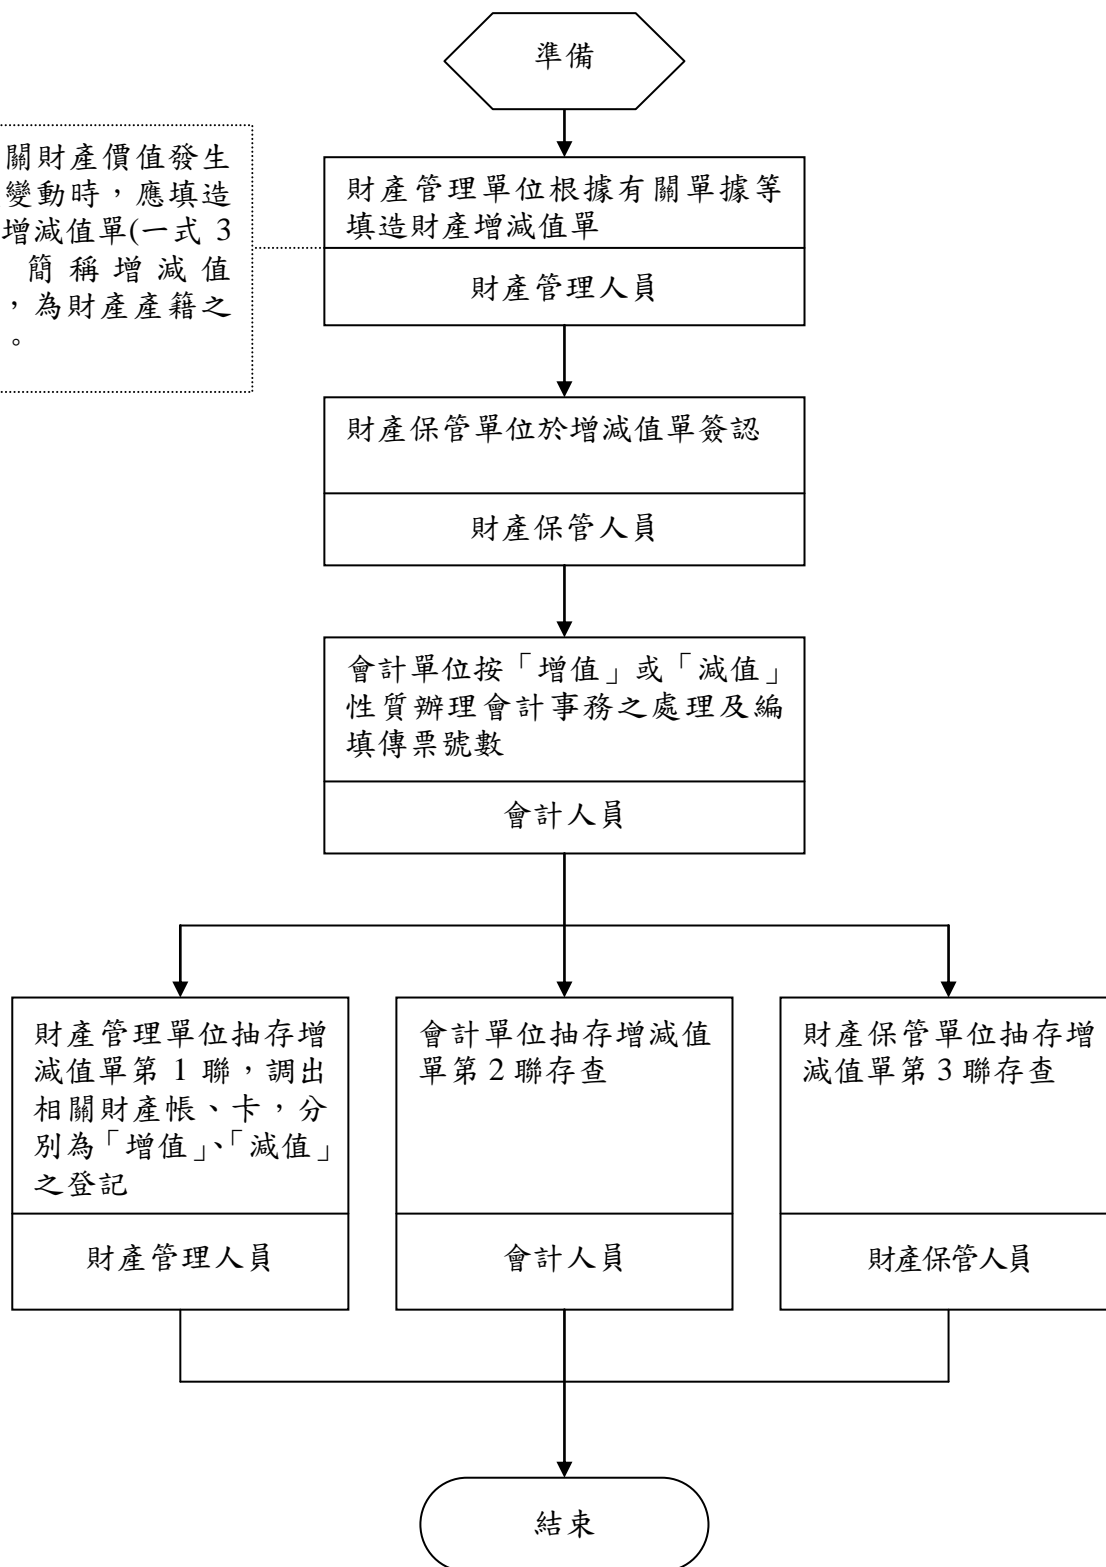 準備
關財產價值發生
變動時，應填造
增減值單(一式 3
簡稱增減值
，為財產產籍之
。
財產管理單位根據有關單據等
填造財產增減值單
財產管理人員
財產保管單位於增減值單簽認
財產保管人員
會計單位按「增值」或「減值」
性質辦理會計事務之處理及編
填傳票號數
會計人員
財產管理單位抽存增
減值單第 1 聯，調出
相關財產帳、卡，分
別為「增值」、「減值」
之登記
財產管理人員
會計單位抽存增減值
單第 2 聯存查
會計人員
財產保管單位抽存增
減值單第 3 聯存查
財產保管人員
結束